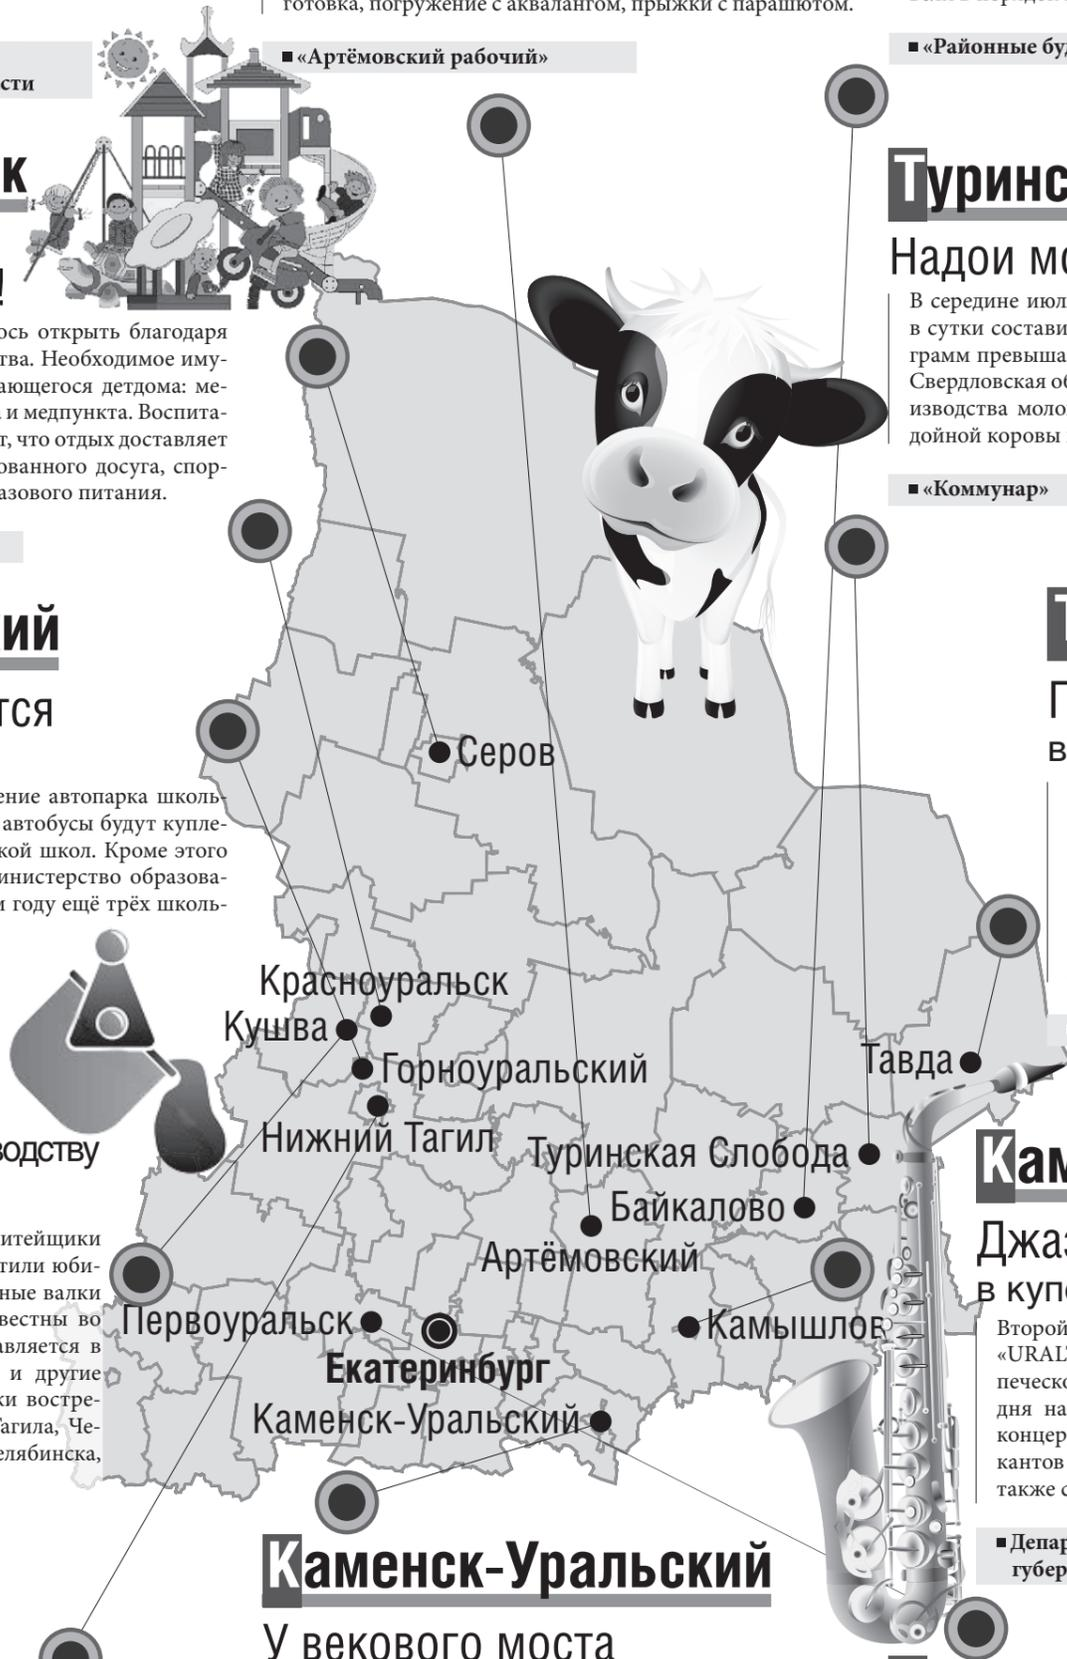 готовка, погружение с аквалангом, прыжки с парашютом.
«Артёмовский рабочий»
«Районные
сти
к
!
ось открыть благодаря
тва. Необходимое иму-
ающегося детдома: ме-
и медпункта. Воспита-
т, что отдых доставляет
ованного досуга, спор-
азового питания.
Туринс
Надои мо
В середине июл
в сутки состави
грамм превыша
Свердловская об
изводства моло
дойной коровы
«Коммунар»
кий
тся
ение автопарка школь-
автобусы будут купле-
кой школ. Кроме этого
инистерство образова-
м году ещё трёх школь-
П
в
Серов
Красноуральск
Кушва
Горноуральский
Нижний Тагил
Тавда
Туринская Слобода
Байкалово
Артёмовский
Первоуральск
Екатеринбург
Камышлов
Каменск-Уральский
водству
итейщики
тили юби-
ные валки
вестны во
авляется в
и другие
ки востре-
Тагила, Че-
елябинска,
Кам
Джаз
в купе
Второй
«URAL
печеско
дня на
концер
кантов
также с
Депар
губер
Каменск-Уральский
У векового моста